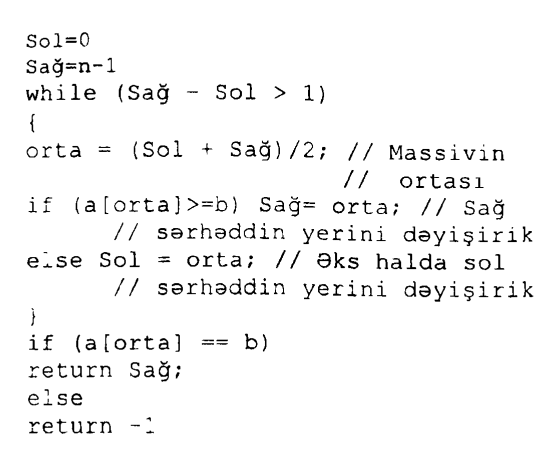 Sol=0
Sağ=n-1
while (Sağ - Sol > 1)
{
orta = (Sol + Sağ)/2; // Massivin
// ortası
if (a[orta]>=b) Sağ= orta; // Sağ
// sərhəddin yerini dəyişirik
else Sol = orta; // Əks halda sol
// sərhəddin yerini dəyişirik
}
if (a[orta] == b)
return Sağ;
else
return -1